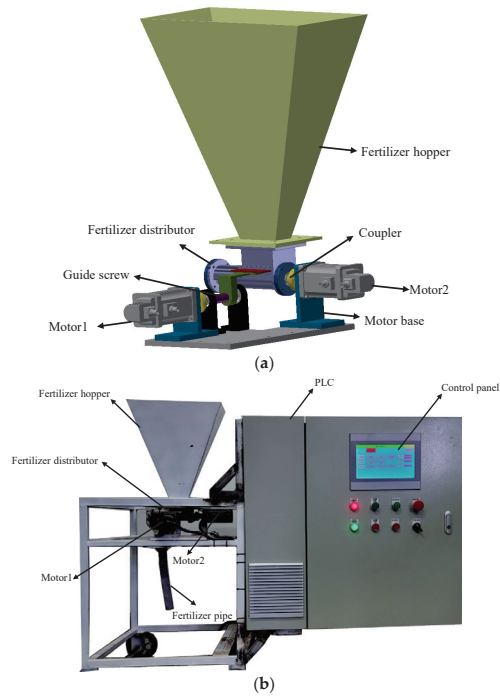 Fertilizer hopper
Fertilizer distributor
Coupler
Guide screw
Motor2
Motor1
Motor base
(a)
PLC
Control panel
Fertilizer hopper
Fertilizer distributor
Motor2
Motor1
Fertilizer pipe
(b)